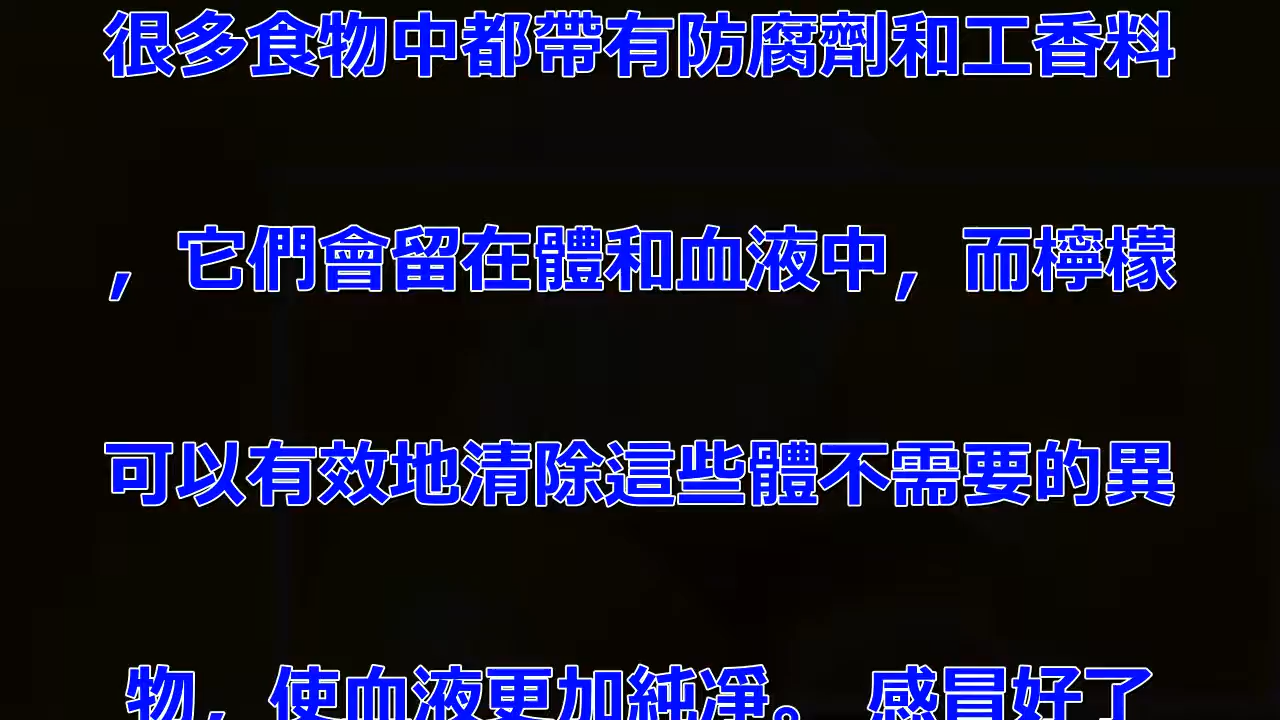 很多食物中都帶有防腐劑和工香料
，它們會留在體和血液中，而檸檬
可以有效地清除這些體不需要的異
物，使血液更加純淨。 感冒好了